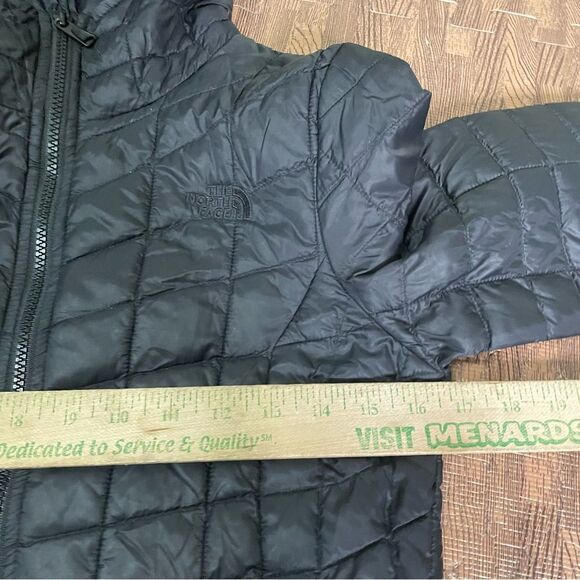 THE
NORTH
FACE
8 9 10 11 12 13 14 15 16 17 18 19
Dedicated to Service & Quality℠ VISIT MENARDS